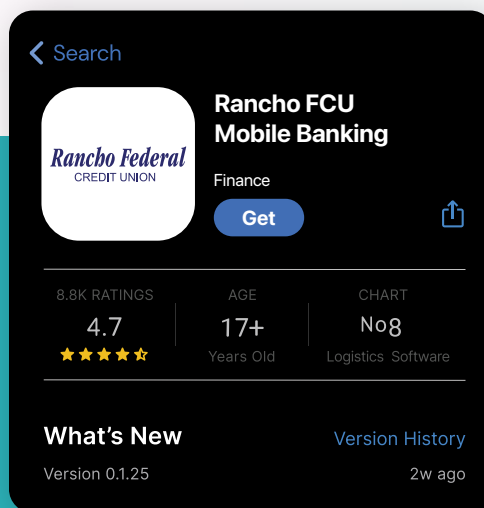 Search
Rancho FCU
Mobile Banking
Rancho Federal
CREDIT UNION
Finance
Get
8.8K RATINGS
4.7
AGE
17+
Years Old
CHART
No8
Logistics Software
What's New
Version History
Version 0.1.25
2w ago